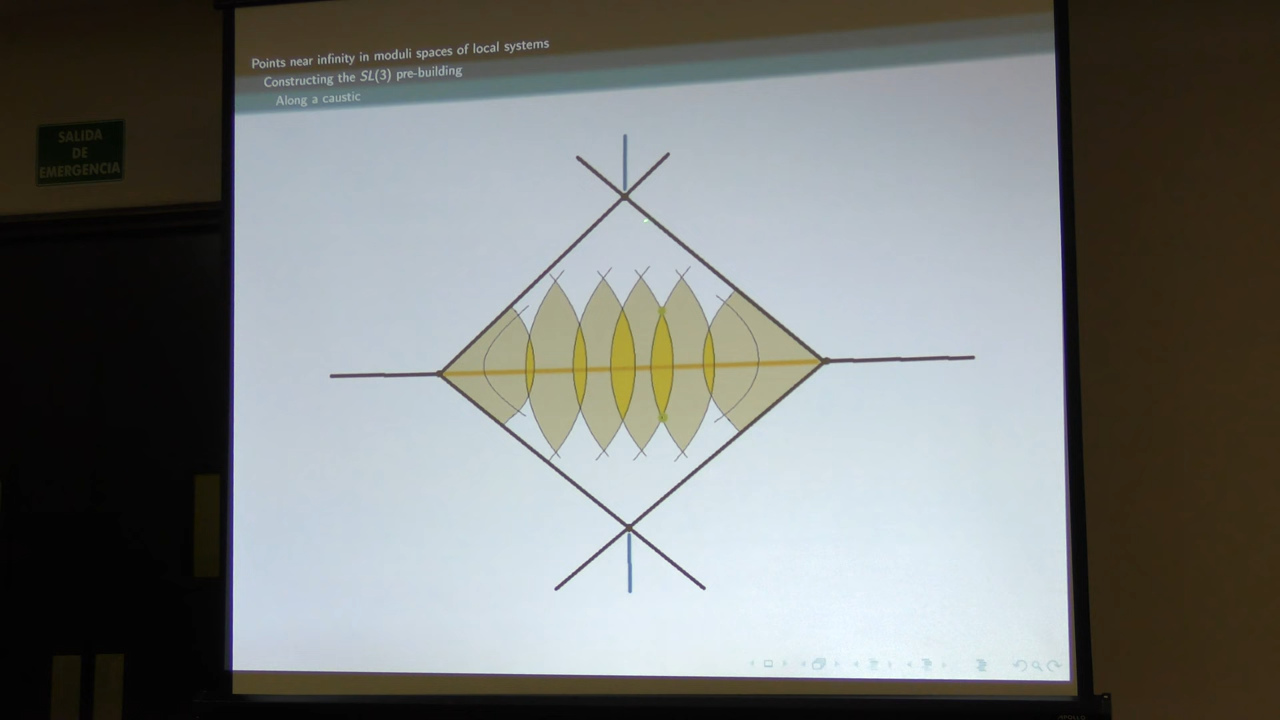 Points near infinity in moduli spaces of local systems
Constructing the SL(3) pre-building
Along a caustic
SALIDA
DE
EMERGENCIA
APOLLO